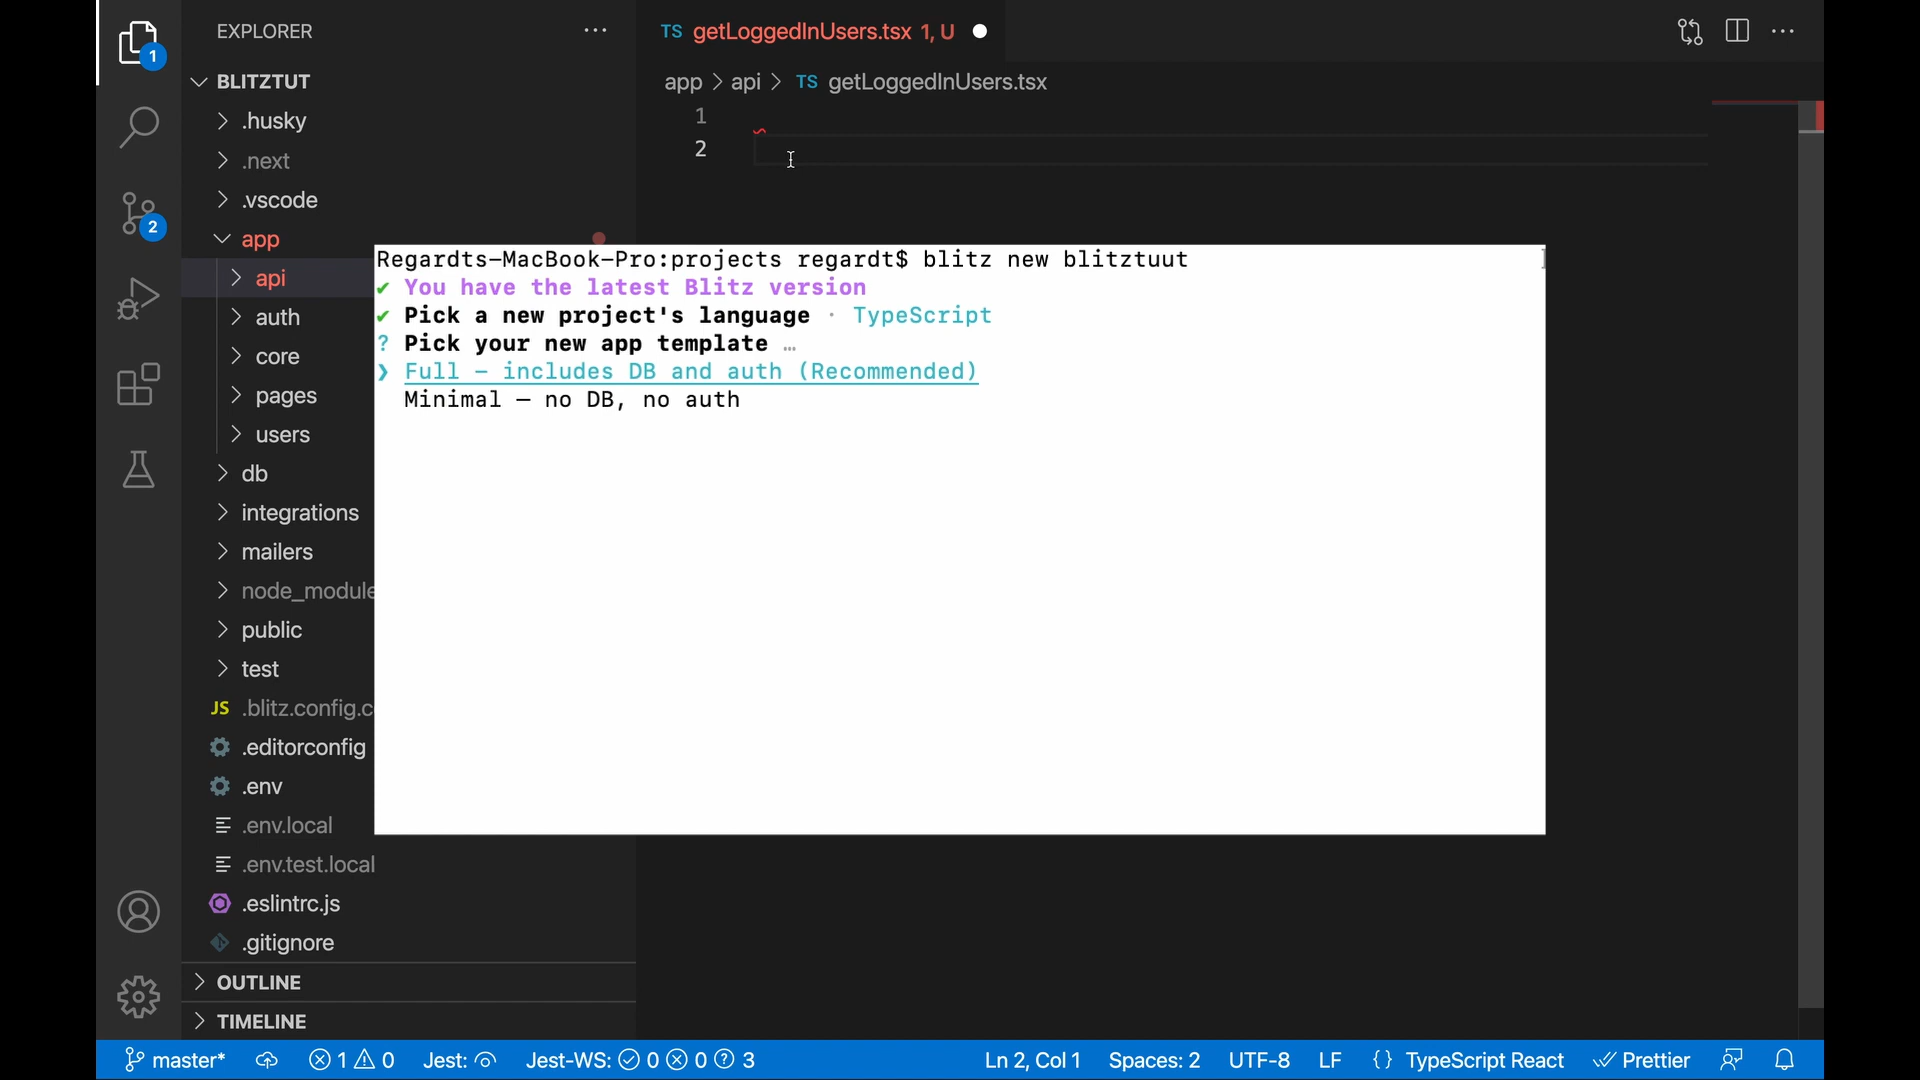 EXPLORER
BLITZTUT
.husky
.next
.vscode
app
api
auth
core
pages
users
db
integrations
mailers
node_module
public
test
JS .blitz.config.c
.editorconfig
.env
.env.local
.env.test.local
.eslintrc.js
.gitignore
OUTLINE
TIMELINE
1
2
TS getLoggedInUsers.tsx 1, U
app > api > TS getLoggedInUsers.tsx
1
2
Regardts-MacBook-Pro:projects regardt$ blitz new blitztuut
✔ You have the latest Blitz version
✔ Pick a new project's language · TypeScript
? Pick your new app template …
❯ Full – includes DB and auth (Recommended)
Minimal — no DB, no auth
master* 1 0 Jest: Jest-WS: 0 0 3 Ln 2, Col 1 Spaces: 2 UTF-8 LF {} TypeScript React Prettier